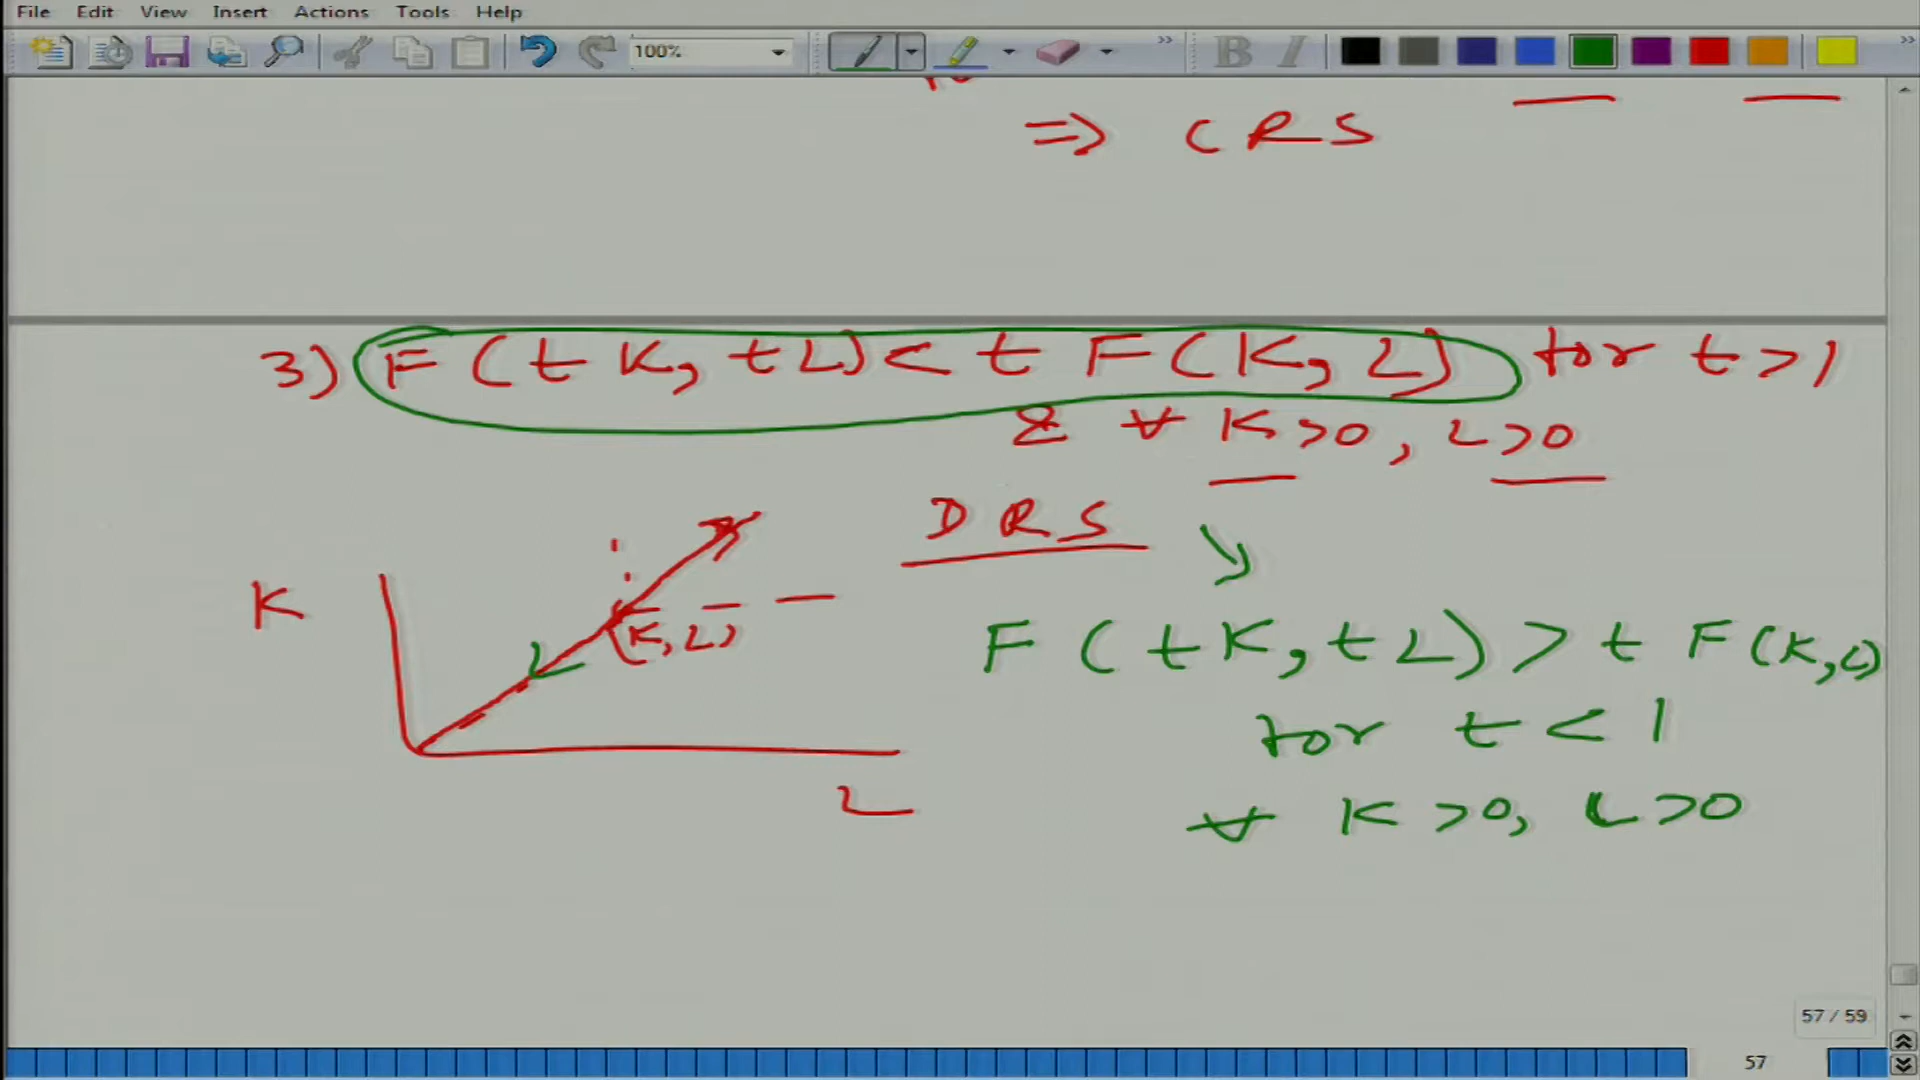 File Edit View Insert Actions Tools Help
100%
B I
⇒ CRS
3) F(tK, tL) < t F(K, L) for t > 1
& ∀ K > 0, L > 0
DRS
K
(K, L)
F(tK, tL) > t F(K, L)
for t < 1
L
∀ K > 0, L > 0
57 / 59
57